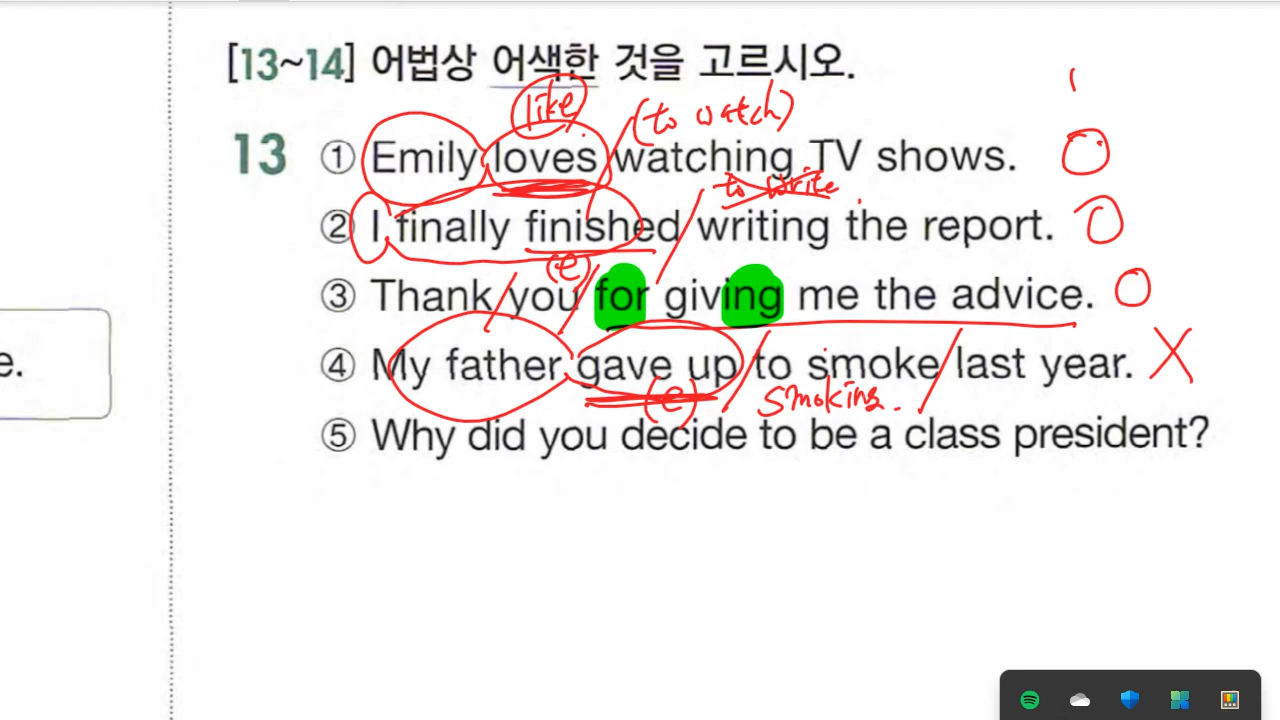 [13~14] 어법상 어색한 것을 고르시오.
like
(to watch)
13 ① Emily loves watching TV shows. O
to write
② I finally finished writing the report. O
(e)
③ Thank you for giving me the advice. O
④ My father gave up to smoke last year. X
e.
(e) smoking.
⑤ Why did you decide to be a class president?